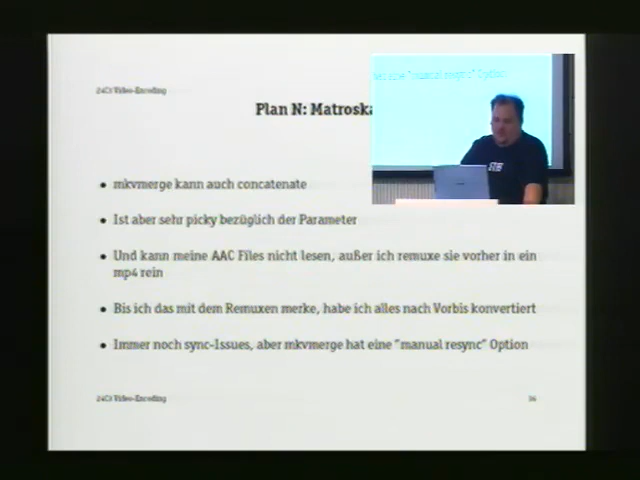 24C3 Video-Encoding
Plan N: Matroska
mkvmerge kann auch concatenate
Ist aber sehr picky bezüglich der Parameter
Und kann meine AAC Files nicht lesen, außer ich remuxe sie vorher in ein
mp4 rein
Bis ich das mit dem Remuxen merke, habe ich alles nach Vorbis konvertiert
Immer noch sync-Issues, aber mkvmerge hat eine "manual resync" Option
24C3 Video-Encoding